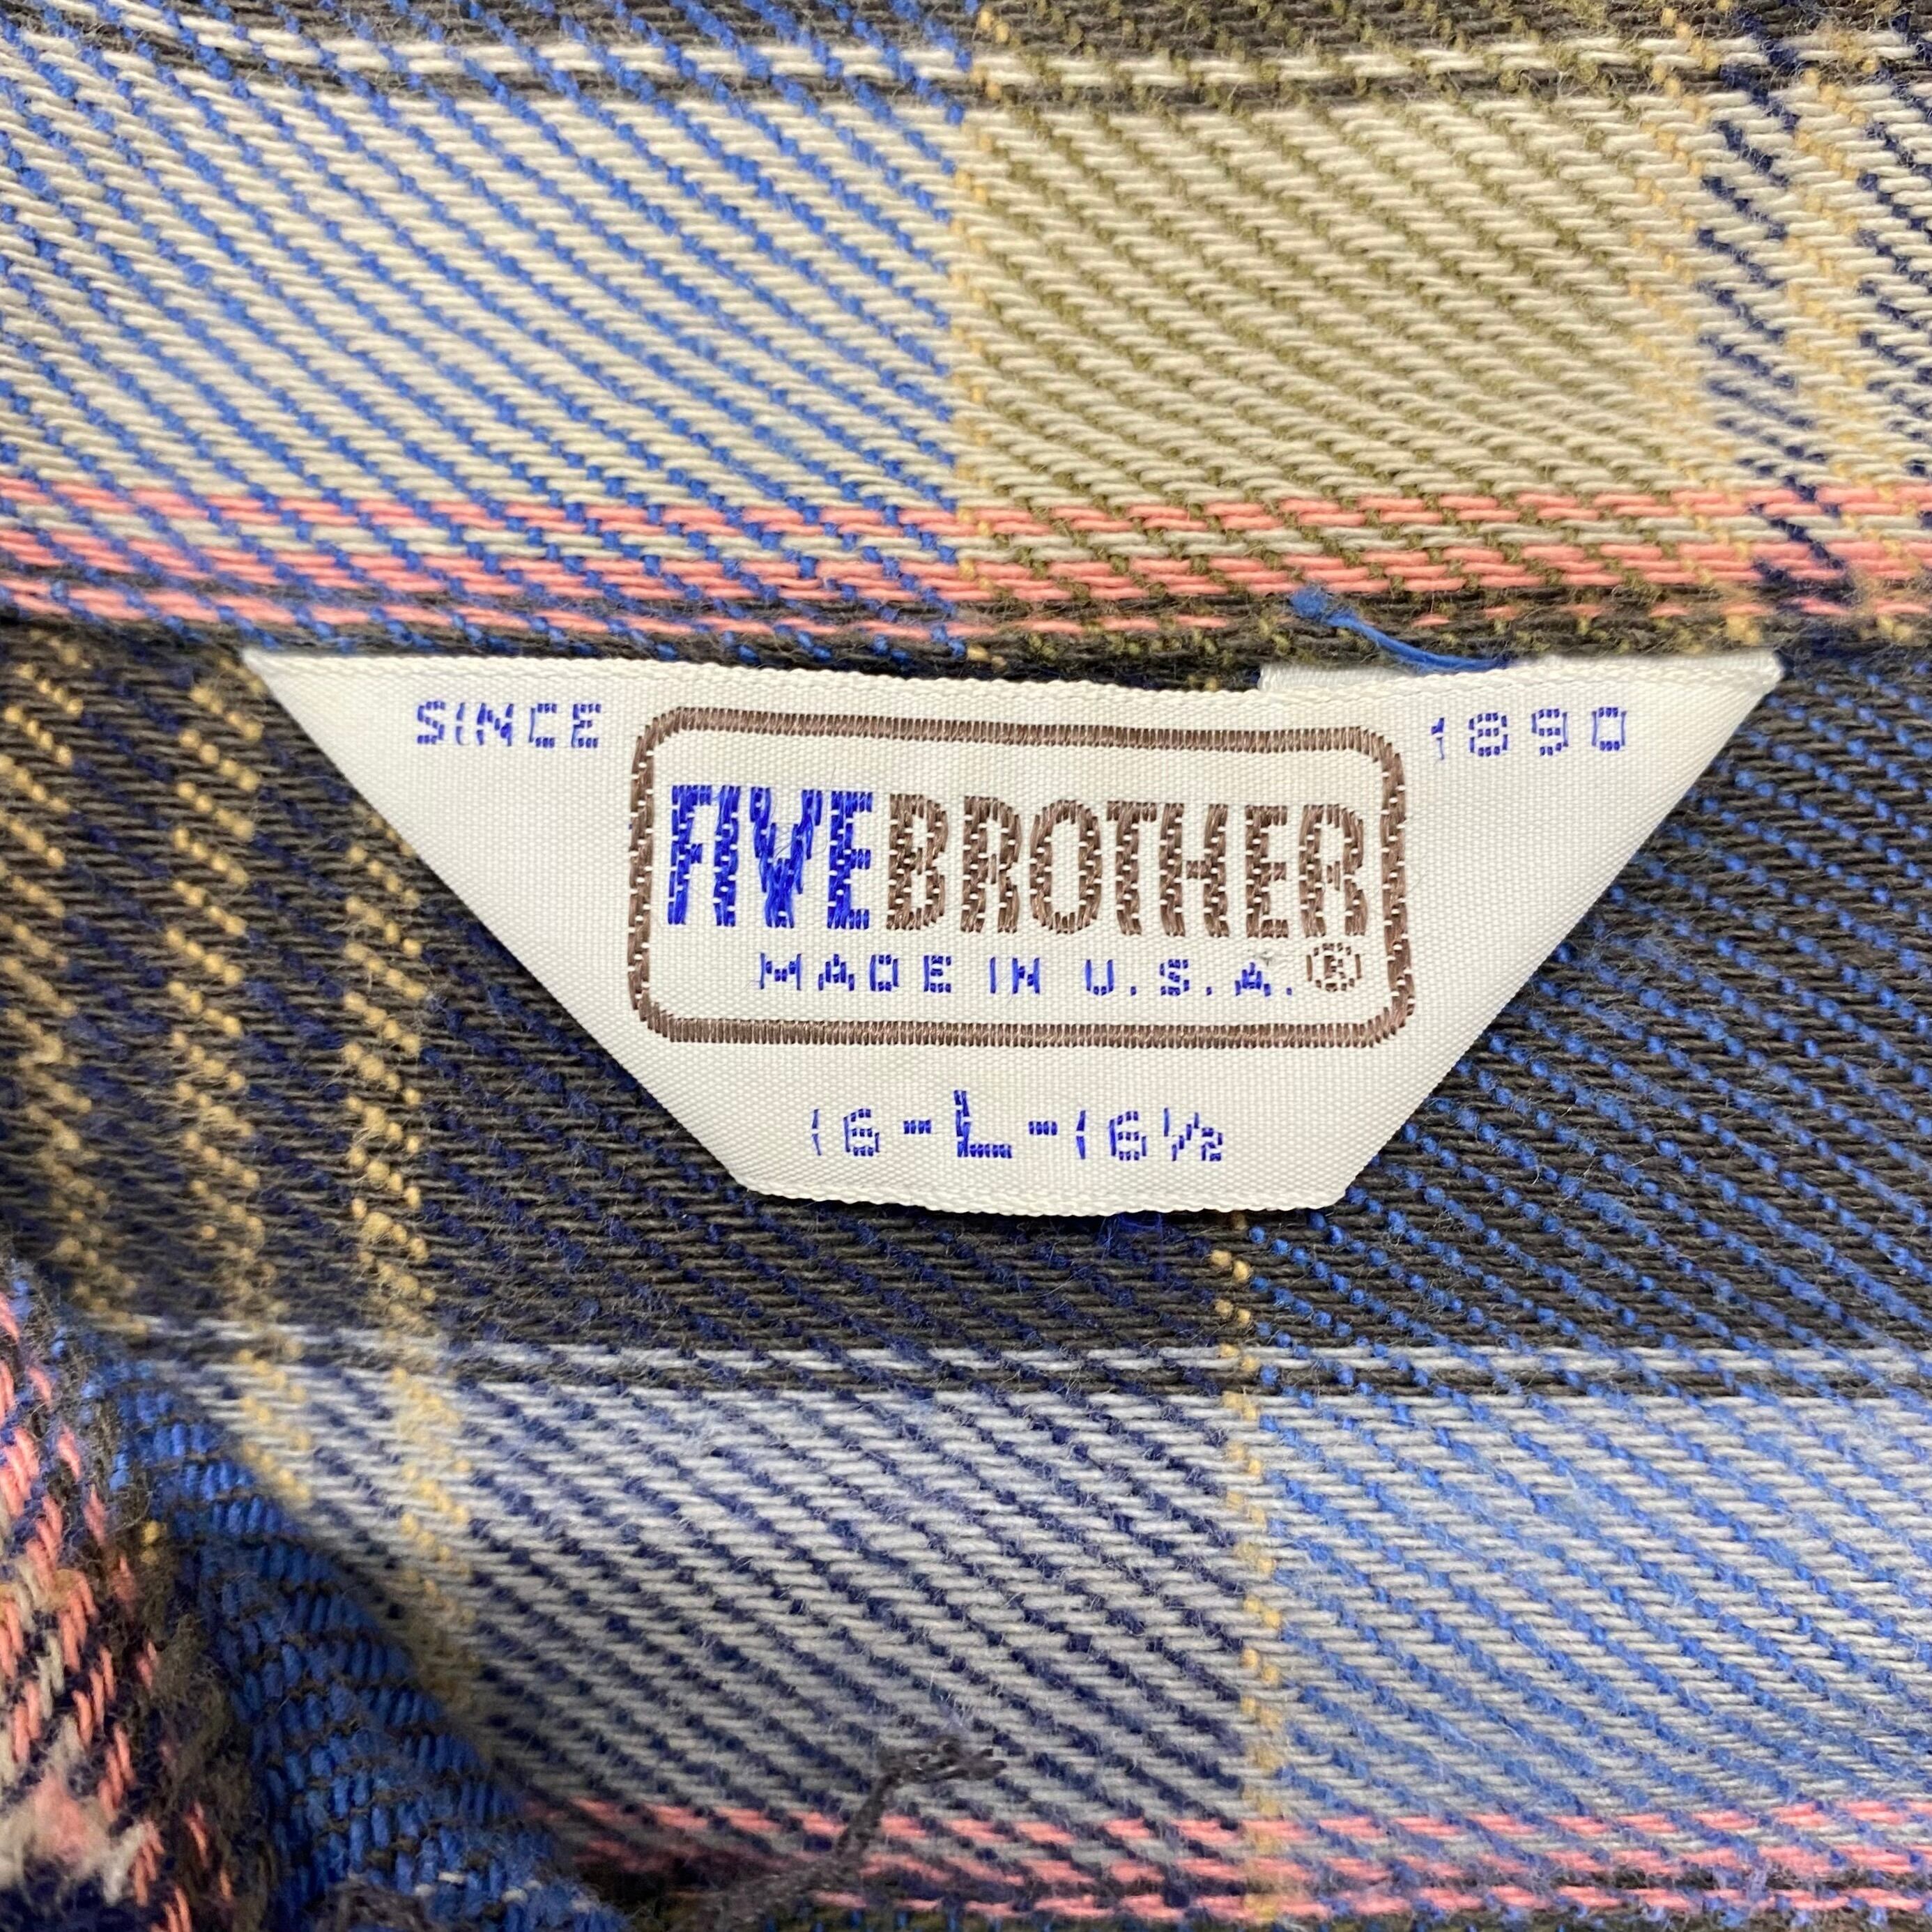 SINCE 1890
FIVEBROTHER
MADE IN U.S.A.®
16-L-16½